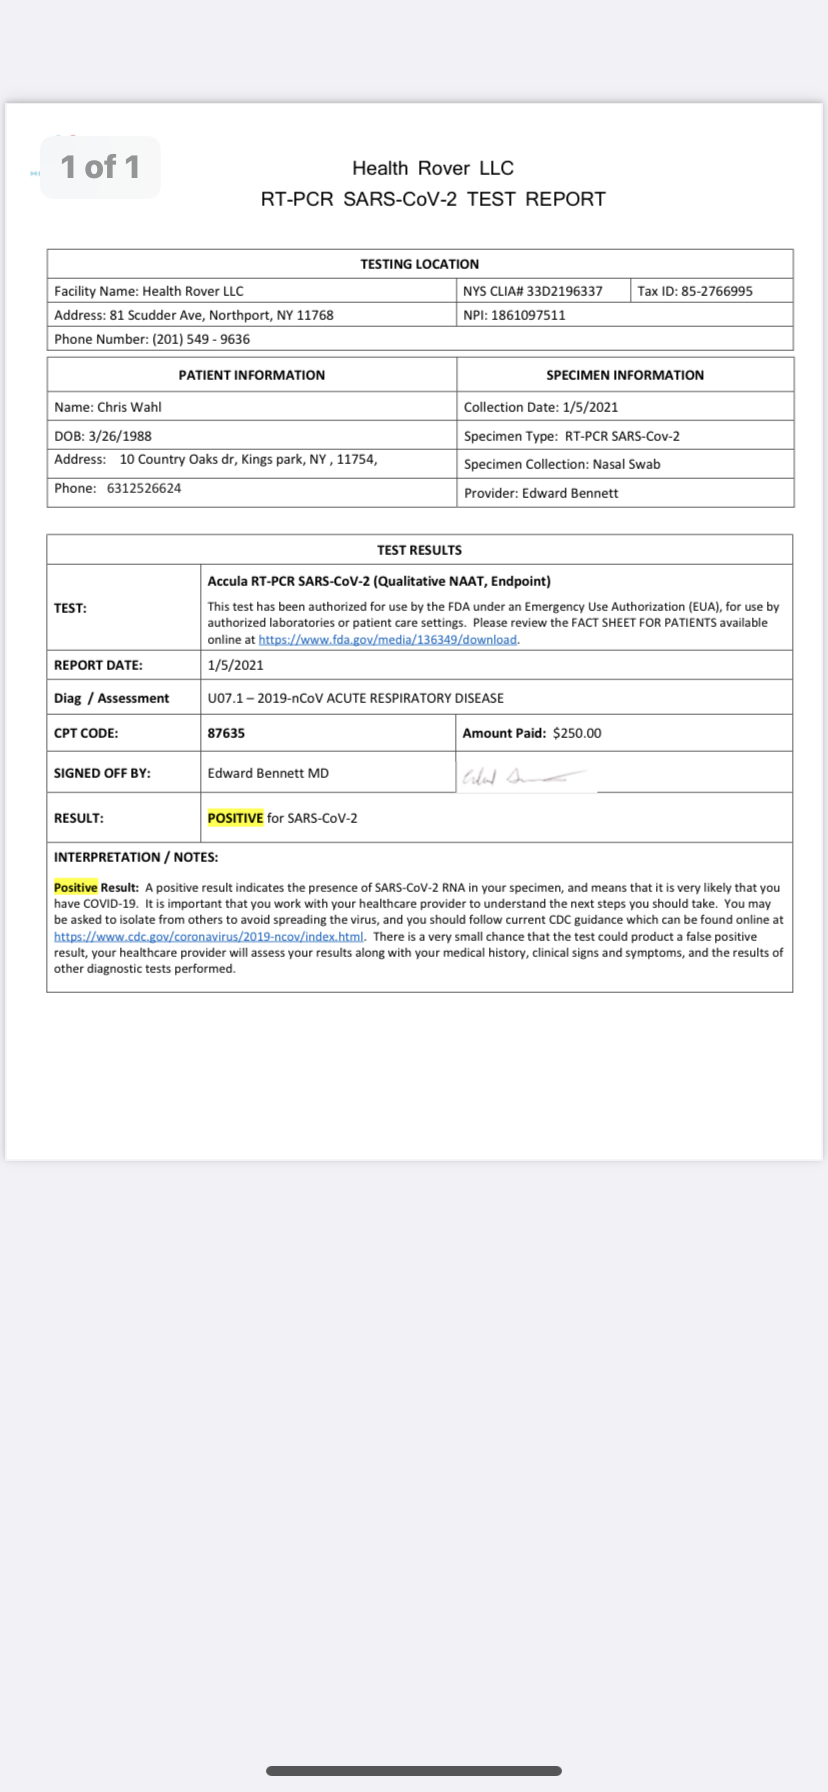 1 of 1
Health Rover LLC
RT-PCR SARS-CoV-2 TEST REPORT
TESTING LOCATION
Facility Name: Health Rover LLC
NYS CLIA# 33D2196337
Tax ID: 85-2766995
Address: 81 Scudder Ave, Northport, NY 11768
NPI: 1861097511
Phone Number: (201) 549 - 9636
PATIENT INFORMATION
SPECIMEN INFORMATION
Name: Chris Wahl
Collection Date: 1/5/2021
DOB: 3/26/1988
Specimen Type: RT-PCR SARS-Cov-2
Address: 10 Country Oaks dr, Kings park, NY , 11754,
Specimen Collection: Nasal Swab
Phone: 6312526624
Provider: Edward Bennett
TEST RESULTS
TEST:
Accula RT-PCR SARS-CoV-2 (Qualitative NAAT, Endpoint)
This test has been authorized for use by the FDA under an Emergency Use Authorization (EUA), for use by
authorized laboratories or patient care settings. Please review the FACT SHEET FOR PATIENTS available
online at https://www.fda.gov/media/136349/download.
REPORT DATE:
1/5/2021
Diag / Assessment
U07.1 – 2019-nCoV ACUTE RESPIRATORY DISEASE
CPT CODE:
87635
Amount Paid: $250.00
SIGNED OFF BY:
Edward Bennett MD
RESULT:
POSITIVE for SARS-CoV-2
INTERPRETATION / NOTES:
Positive Result: A positive result indicates the presence of SARS-CoV-2 RNA in your specimen, and means that it is very likely that you
have COVID-19. It is important that you work with your healthcare provider to understand the next steps you should take. You may
be asked to isolate from others to avoid spreading the virus, and you should follow current CDC guidance which can be found online at
https://www.cdc.gov/coronavirus/2019-ncov/index.html. There is a very small chance that the test could product a false positive
result, your healthcare provider will assess your results along with your medical history, clinical signs and symptoms, and the results of
other diagnostic tests performed.